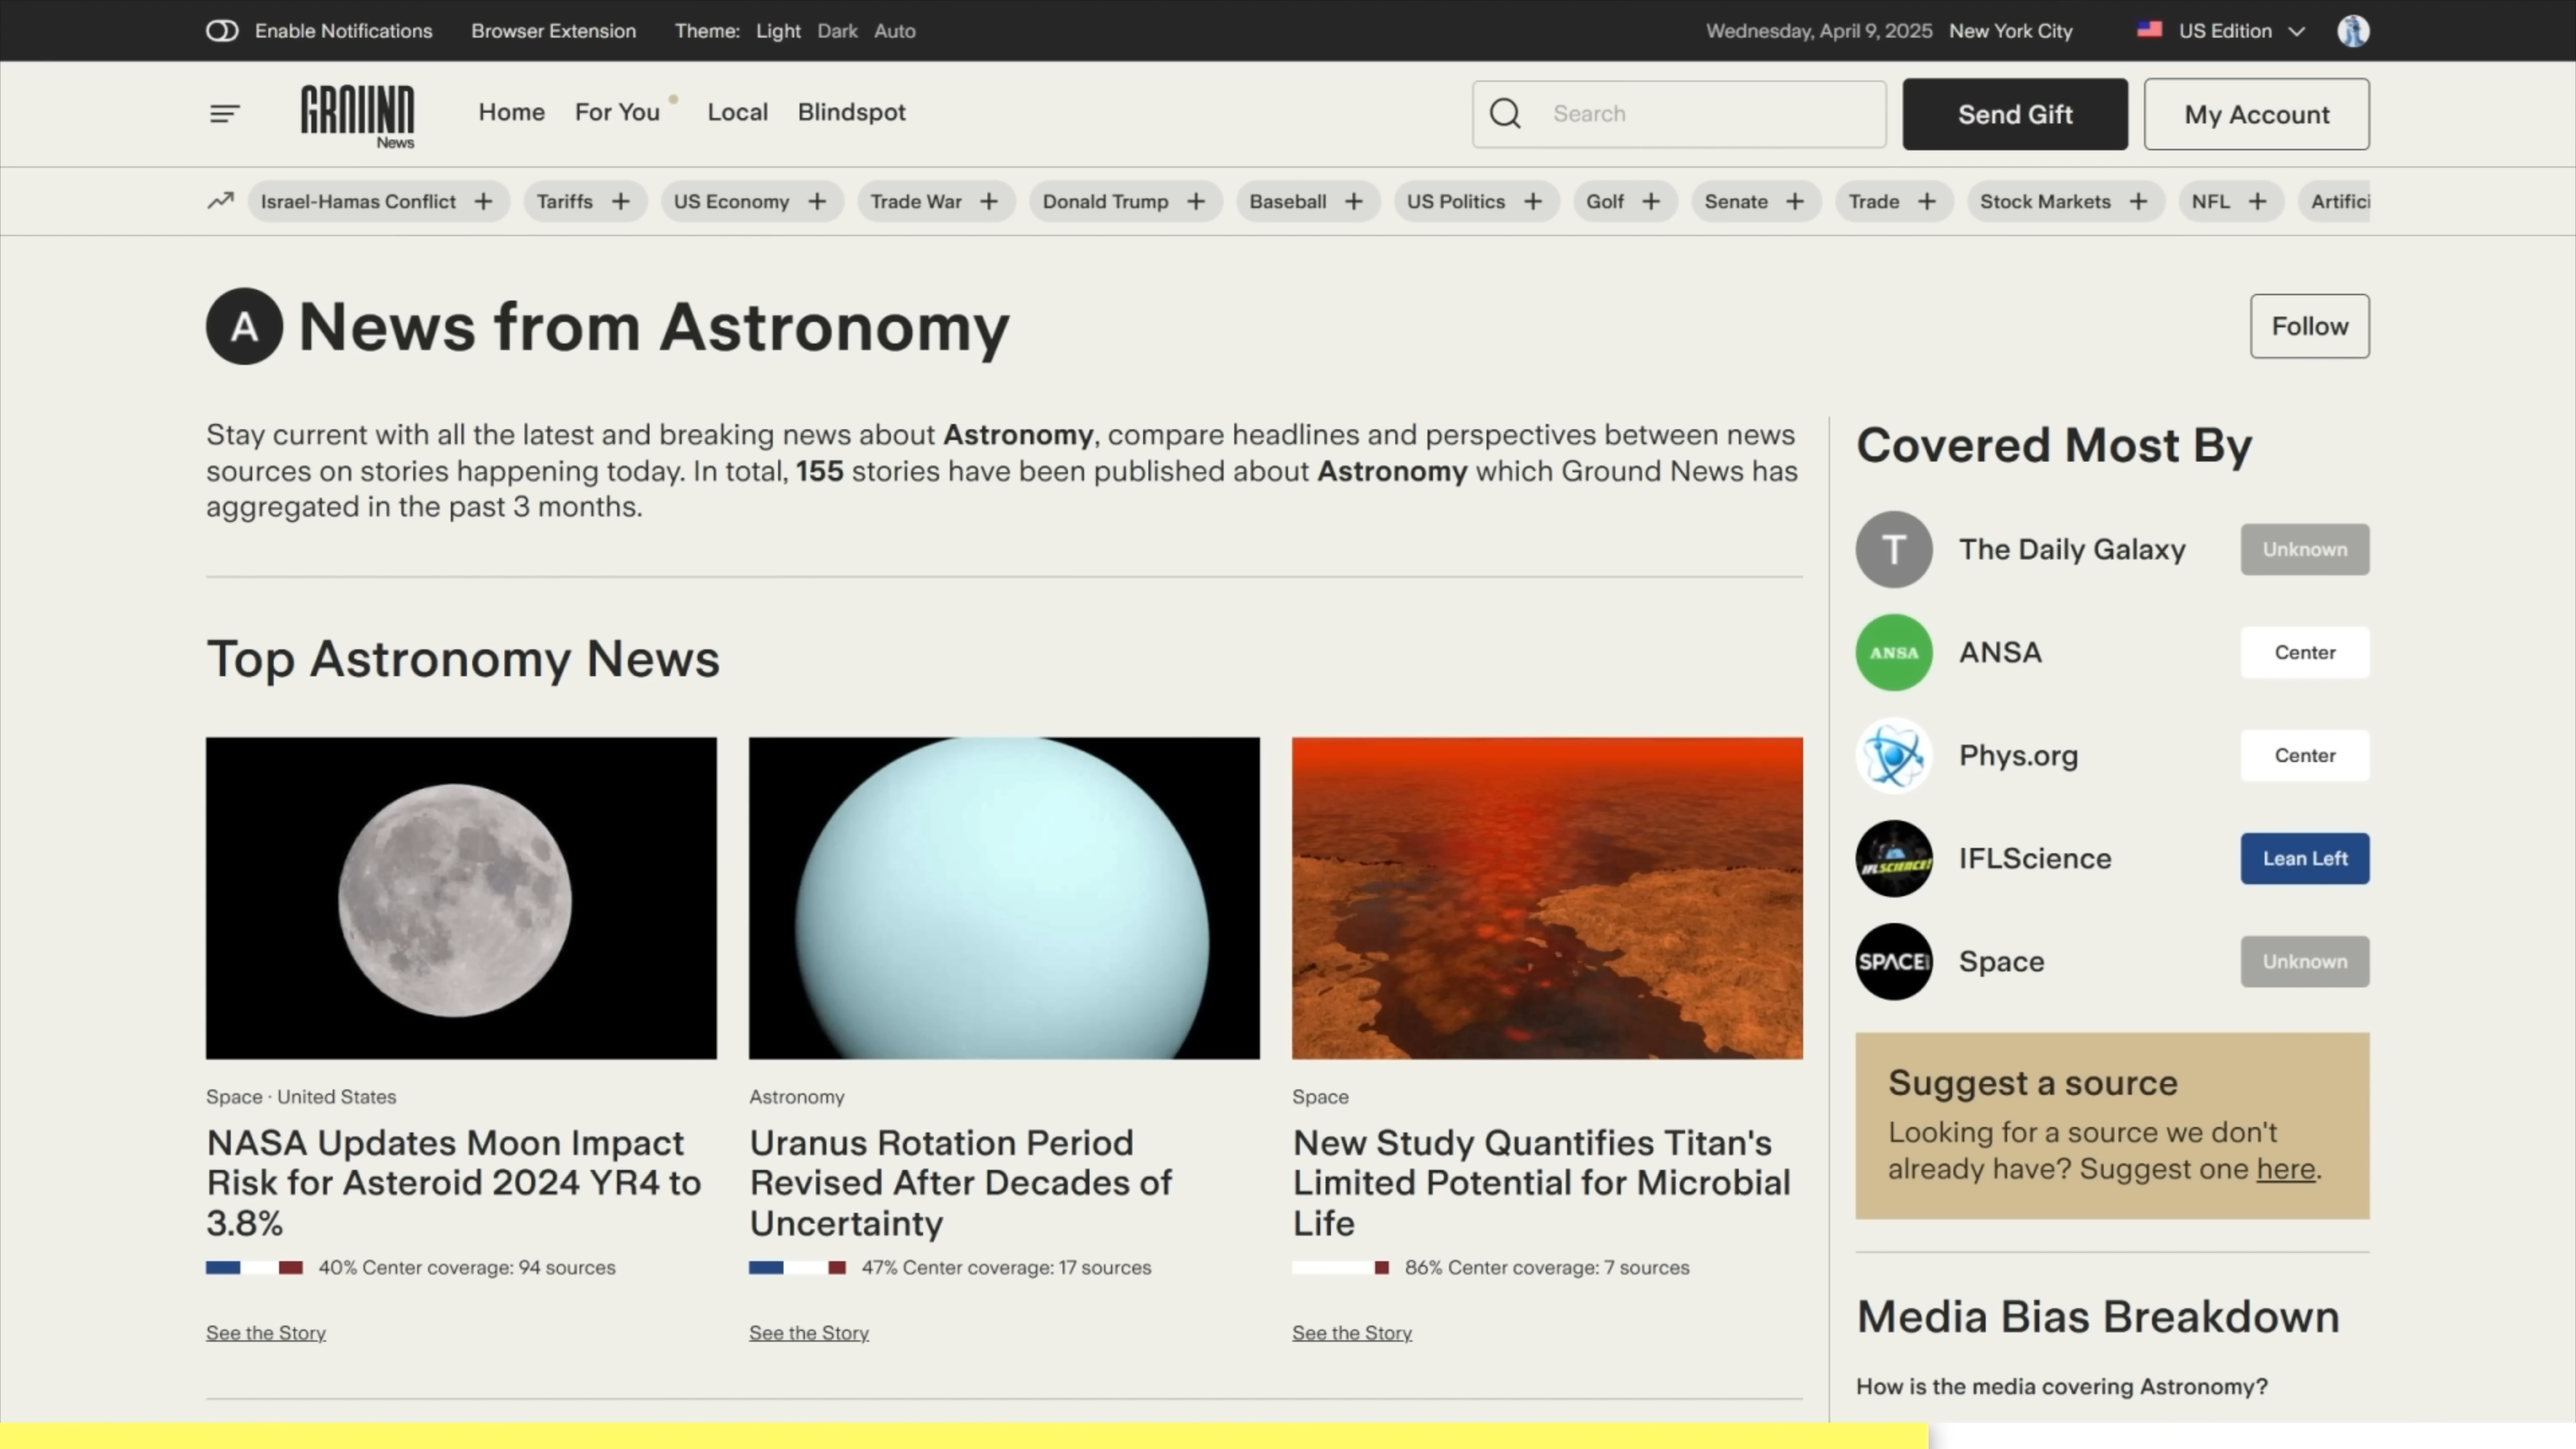 Enable Notifications Browser Extension Theme: Light Dark Auto Wednesday, April 9, 2025 New York City US Edition
GROUND
News
Home For You Local Blindspot Search Send Gift My Account
Israel-Hamas Conflict + Tariffs + US Economy + Trade War + Donald Trump + Baseball + US Politics + Golf + Senate + Trade + Stock Markets + NFL + Artifici
A News from Astronomy
Follow
Stay current with all the latest and breaking news about Astronomy, compare headlines and perspectives between news
sources on stories happening today. In total, 155 stories have been published about Astronomy which Ground News has
aggregated in the past 3 months.
Top Astronomy News
Space · United States
NASA Updates Moon Impact
Risk for Asteroid 2024 YR4 to
3.8%
40% Center coverage: 94 sources
See the Story
Astronomy
Uranus Rotation Period
Revised After Decades of
Uncertainty
47% Center coverage: 17 sources
See the Story
Space
New Study Quantifies Titan's
Limited Potential for Microbial
Life
86% Center coverage: 7 sources
See the Story
Covered Most By
T The Daily Galaxy Unknown
ANSA ANSA Center
Phys.org Center
IFLSCIENCE! IFLScience Lean Left
SPACE Space Unknown
Suggest a source
Looking for a source we don't
already have? Suggest one here.
Media Bias Breakdown
How is the media covering Astronomy?